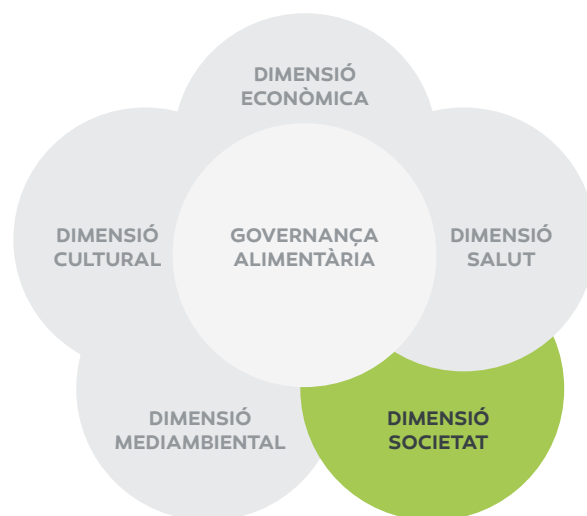 DIMENSIÓ
ECONÒMICA
DIMENSIÓ
CULTURAL
GOVERNANÇA
ALIMENTÀRIA
DIMENSIÓ
SALUT
DIMENSIÓ
MEDIAMBIENTAL
DIMENSIÓ
SOCIETAT